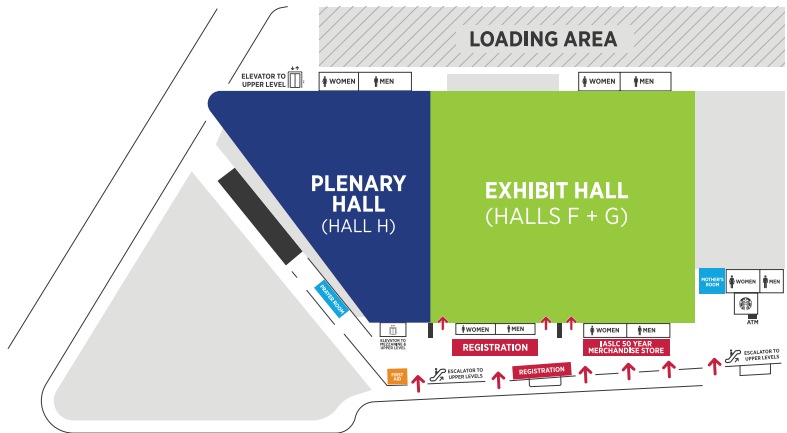 LOADING AREA
ELEVATOR TO
UPPER LEVEL
WOMEN
MEN
WOMEN
MEN
PLENARY
HALL
(HALL H)
EXHIBIT HALL
(HALLS F + G)
PRAYER ROOM
MOTHER'S
ROOM
WOMEN
MEN
ATM
ELEVATOR TO
MEZZANINE &
UPPER LEVEL
WOMEN
MEN
WOMEN
MEN
REGISTRATION
IASLC 50 YEAR
MERCHANDISE STORE
ESCALATOR TO
UPPER LEVELS
FIRST
AID
ESCALATOR TO
UPPER LEVELS
REGISTRATION